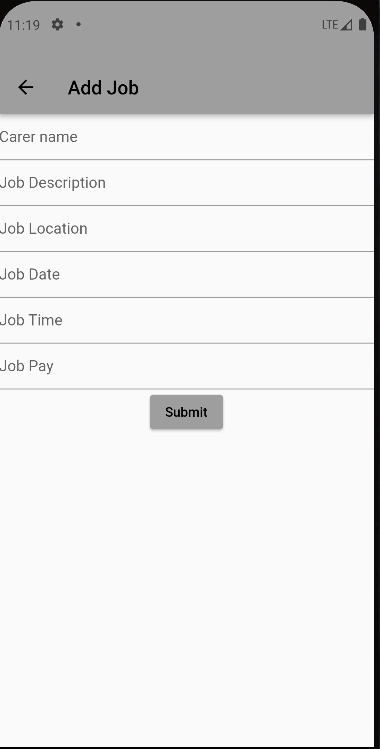 11:19
LTE
Add Job
Carer name
Job Description
Job Location
Job Date
Job Time
Job Pay
Submit